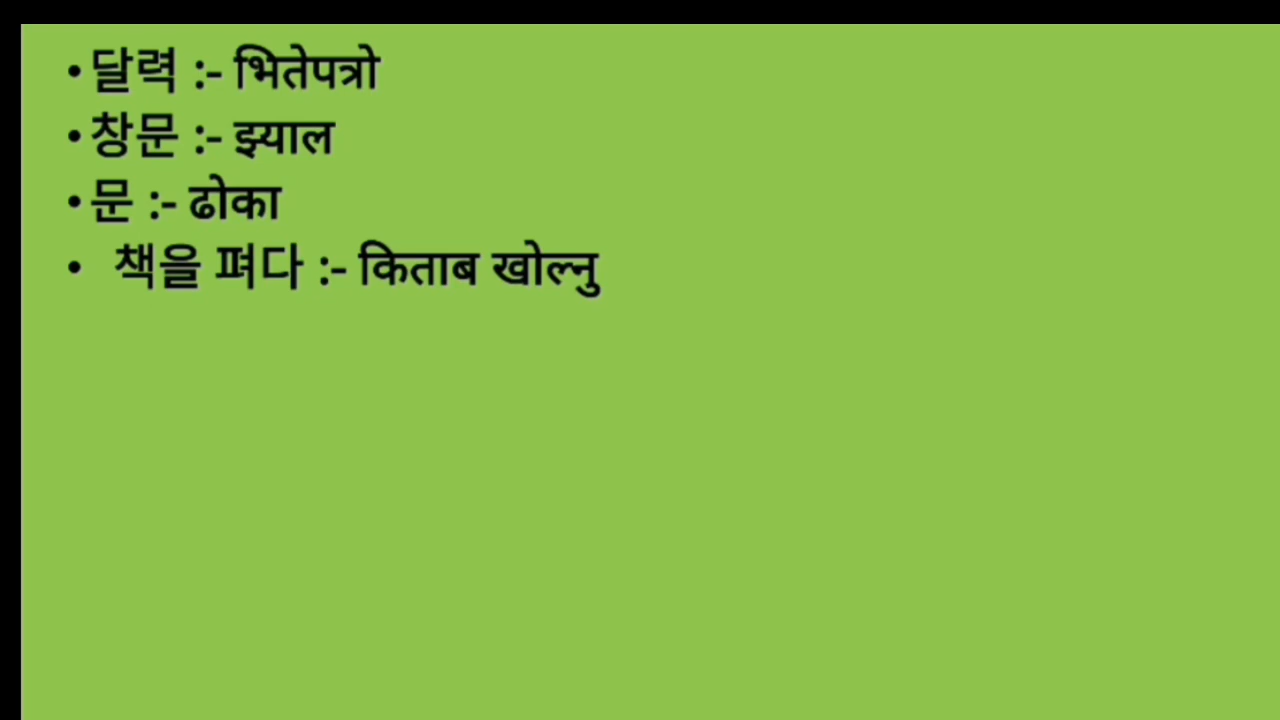 • 달력 :- भितेपत्रो
• 창문 :- झ्याल
• 문 :- ढोका
• 책을 펴다 :- किताब खोल्नु